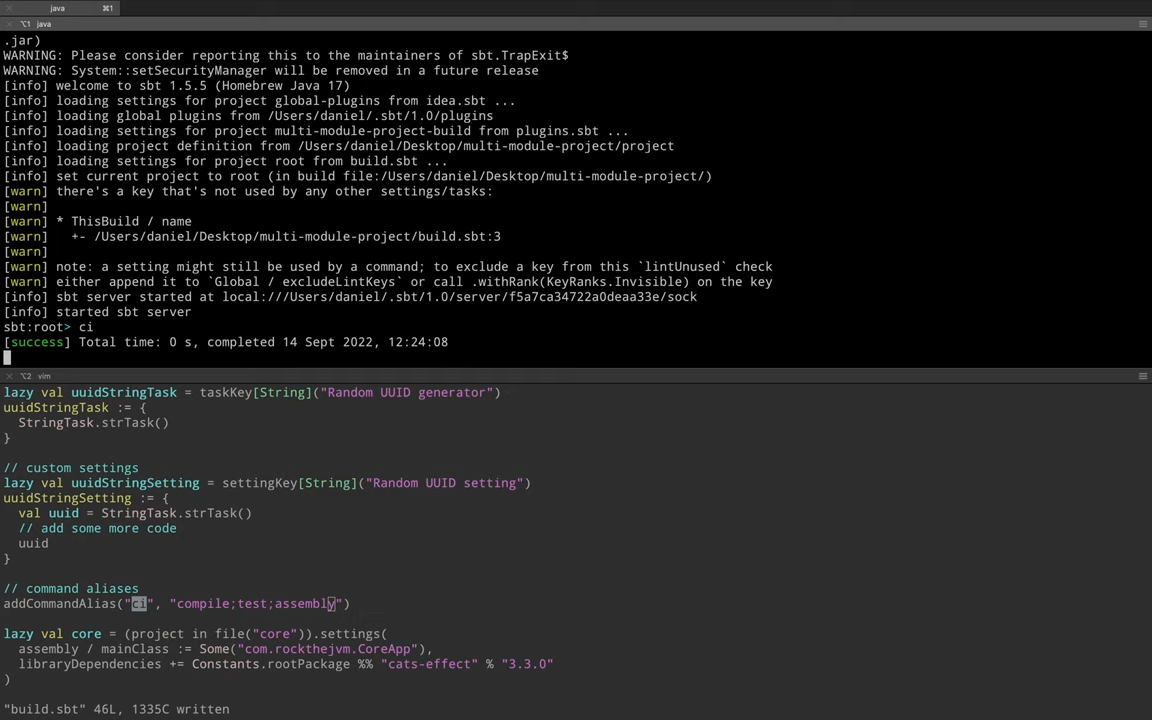 java ⌘1
⌥1 java
.jar)
WARNING: Please consider reporting this to the maintainers of sbt.TrapExit$
WARNING: System::setSecurityManager will be removed in a future release
[info] welcome to sbt 1.5.5 (Homebrew Java 17)
[info] loading settings for project global-plugins from idea.sbt ...
[info] loading global plugins from /Users/daniel/.sbt/1.0/plugins
[info] loading settings for project multi-module-project-build from plugins.sbt ...
[info] loading project definition from /Users/daniel/Desktop/multi-module-project/project
[info] loading settings for project root from build.sbt ...
[info] set current project to root (in build file:/Users/daniel/Desktop/multi-module-project/)
[warn] there's a key that's not used by any other settings/tasks:
[warn]
[warn] * ThisBuild / name
[warn]   +- /Users/daniel/Desktop/multi-module-project/build.sbt:3
[warn]
[warn] note: a setting might still be used by a command; to exclude a key from this `lintUnused` check
[warn] either append it to `Global / excludeLintKeys` or call .withRank(KeyRanks.Invisible) on the key
[info] sbt server started at local:///Users/daniel/.sbt/1.0/server/f5a7ca34722a0deaa33e/sock
[info] started sbt server
sbt:root> ci
[success] Total time: 0 s, completed 14 Sept 2022, 12:24:08
⌥2 vim
lazy val uuidStringTask = taskKey[String]("Random UUID generator")
uuidStringTask := {
  StringTask.strTask()
}
// custom settings
lazy val uuidStringSetting = settingKey[String]("Random UUID setting")
uuidStringSetting := {
  val uuid = StringTask.strTask()
  // add some more code
  uuid
}
// command aliases
addCommandAlias("ci", "compile;test;assembly")
lazy val core = (project in file("core")).settings(
  assembly / mainClass := Some("com.rockthejvm.CoreApp"),
  libraryDependencies += Constants.rootPackage %% "cats-effect" % "3.3.0"
)
"build.sbt" 46L, 1335C written